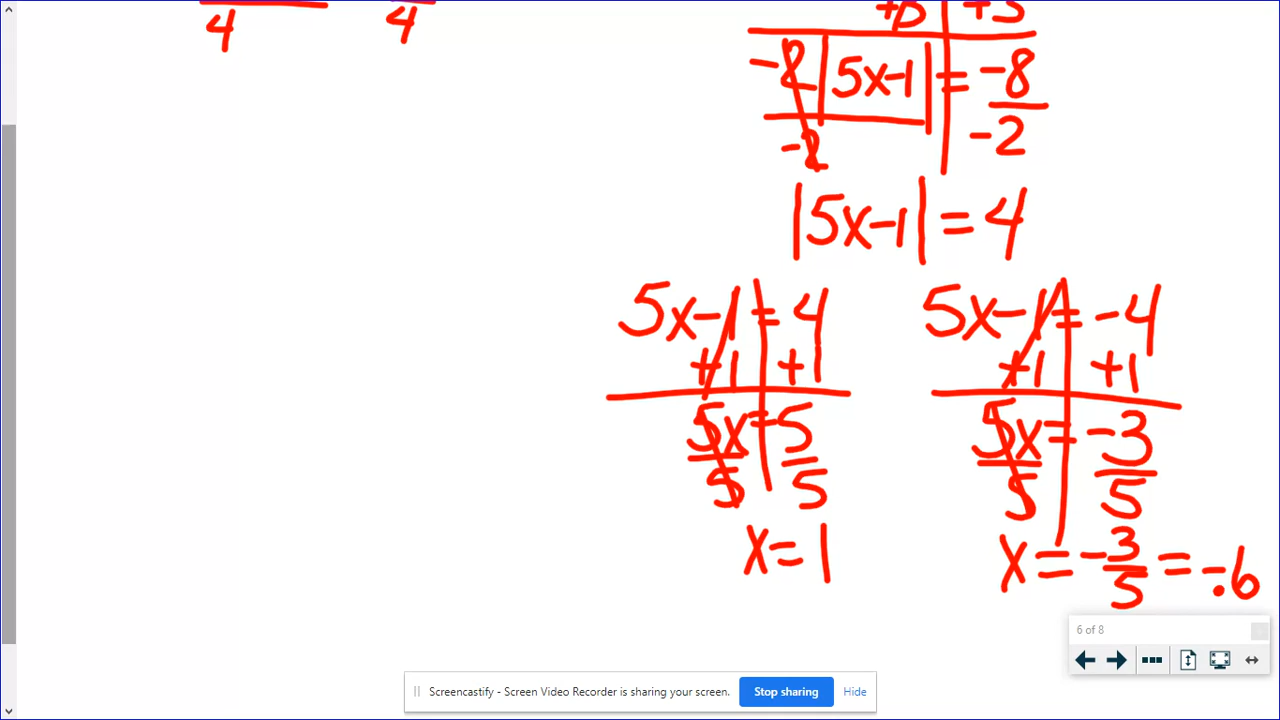 4 4
+5 | +5
-2|5x-1| = -8
-2 -2
|5x-1| = 4
5x-1 = 4 5x-1 = -4
+1 +1 +1 +1
5x = 5 5x = -3
5 5 5 5
x = 1 x = -3/5 = -.6
6 of 8
Screencastify - Screen Video Recorder is sharing your screen. Stop sharing Hide